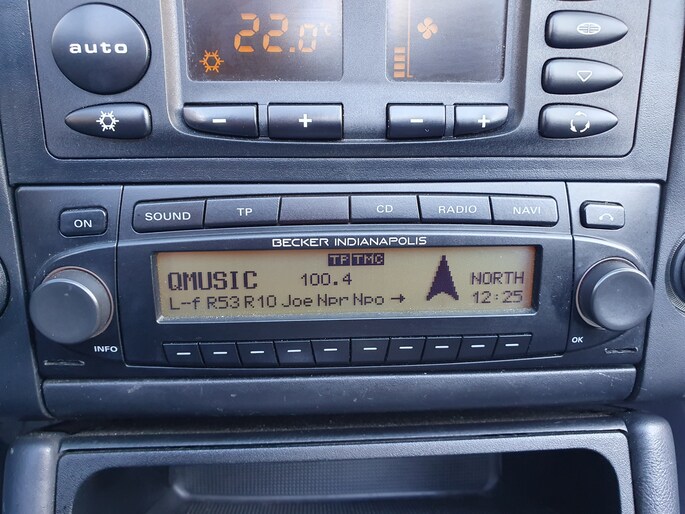 22.0°C
auto
- + - +
ON
SOUND TP CD RADIO NAVI
BECKER INDIANAPOLIS
TP TMC
QMUSIC 100.4 NORTH
L-f R53 R10 Joe Npr Npo → 12:25
INFO
OK